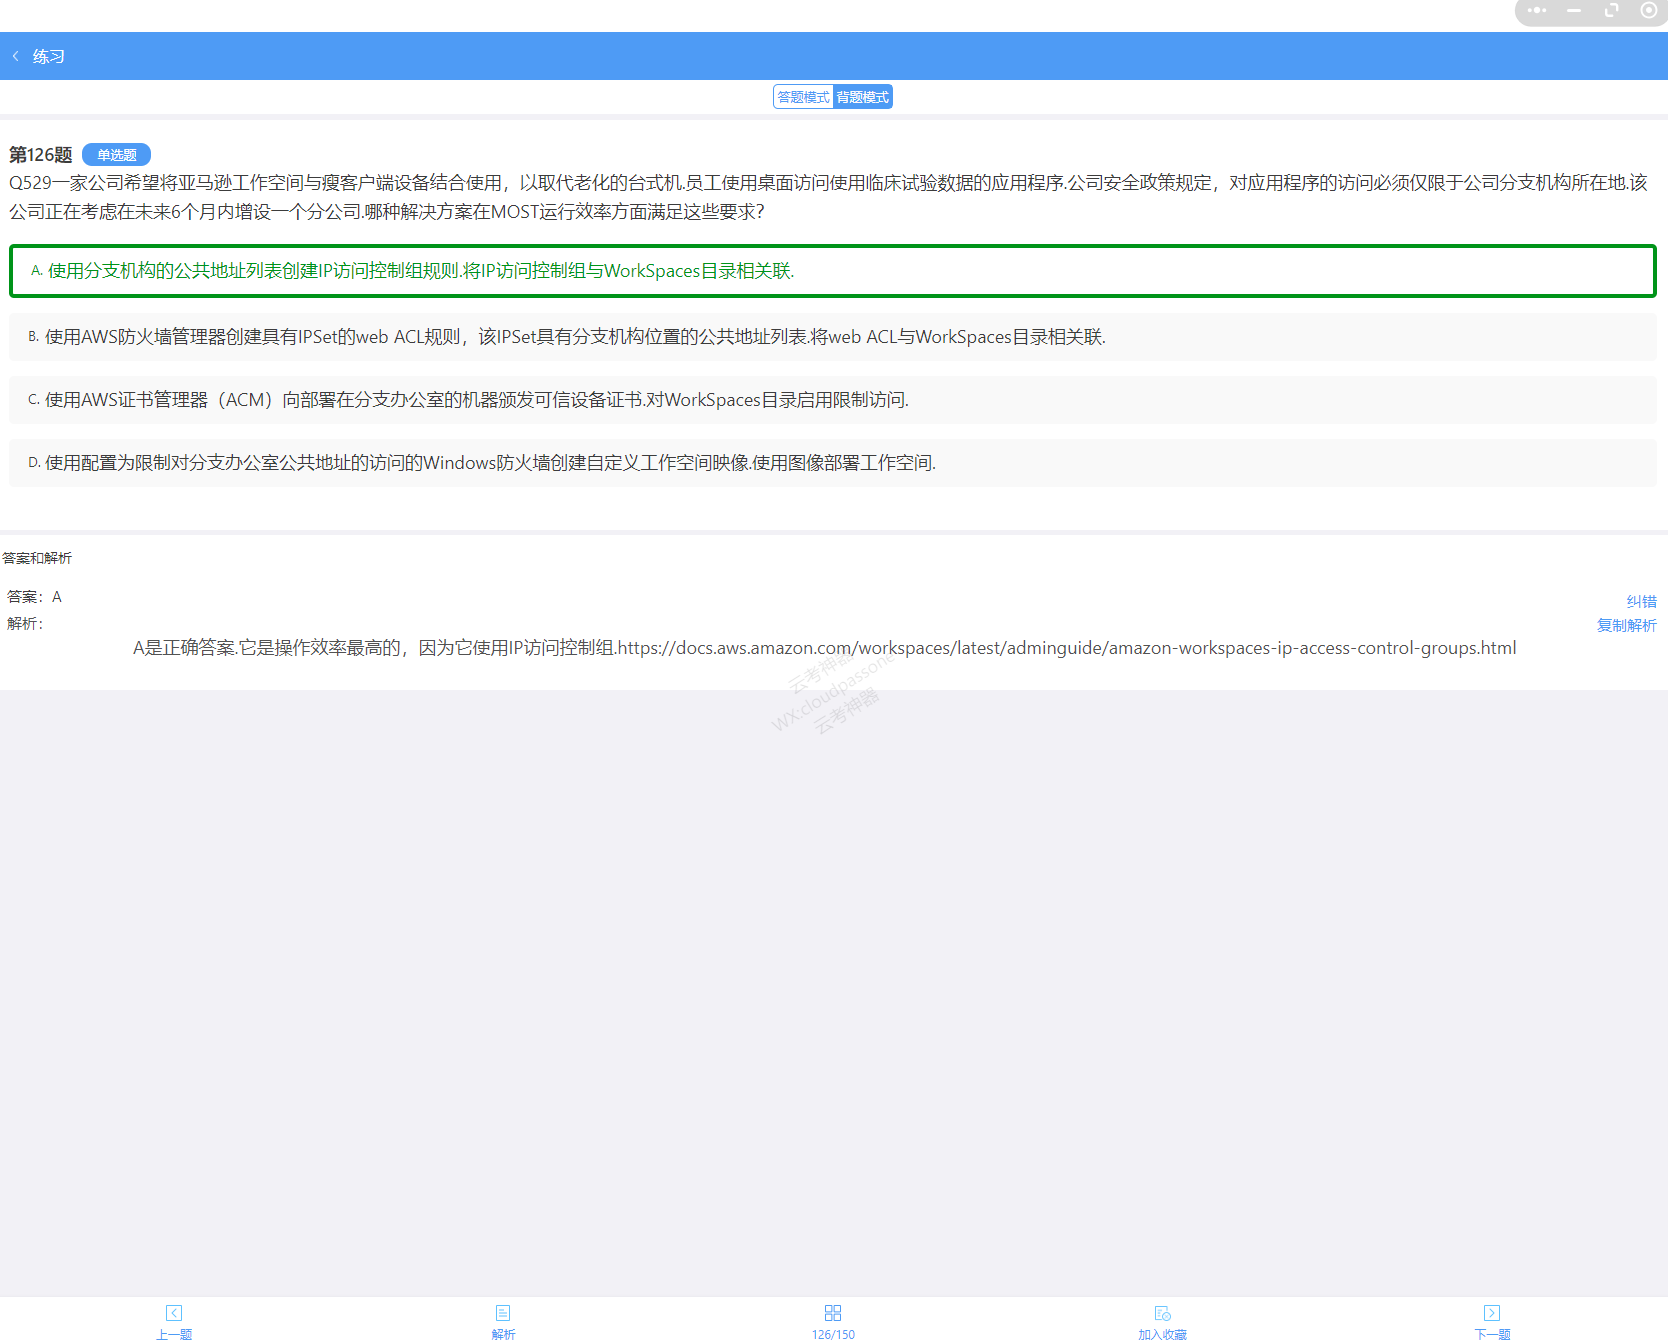 练习
答题模式 背题模式
第126题 单选题
Q529一家公司希望将亚马逊工作空间与瘦客户端设备结合使用，以取代老化的台式机.员工使用桌面访问使用临床试验数据的应用程序.公司安全政策规定，对应用程序的访问必须仅限于公司分支机构所在地.该
公司正在考虑在未来6个月内增设一个分公司.哪种解决方案在MOST运行效率方面满足这些要求？
A. 使用分支机构的公共地址列表创建IP访问控制组规则.将IP访问控制组与WorkSpaces目录相关联.
B. 使用AWS防火墙管理器创建具有IPSet的web ACL规则，该IPSet具有分支机构位置的公共地址列表.将web ACL与WorkSpaces目录相关联.
C. 使用AWS证书管理器（ACM）向部署在分支办公室的机器颁发可信设备证书.对WorkSpaces目录启用限制访问.
D. 使用配置为限制对分支办公室公共地址的访问的Windows防火墙创建自定义工作空间映像.使用图像部署工作空间.
答案和解析
答案：A
纠错
解析：
复制解析
A是正确答案.它是操作效率最高的，因为它使用IP访问控制组.https://docs.aws.amazon.com/workspaces/latest/adminguide/amazon-workspaces-ip-access-control-groups.html
云考神器
WX:cloudpassone
云考神器
上一题 解析 126/150 加入收藏 下一题